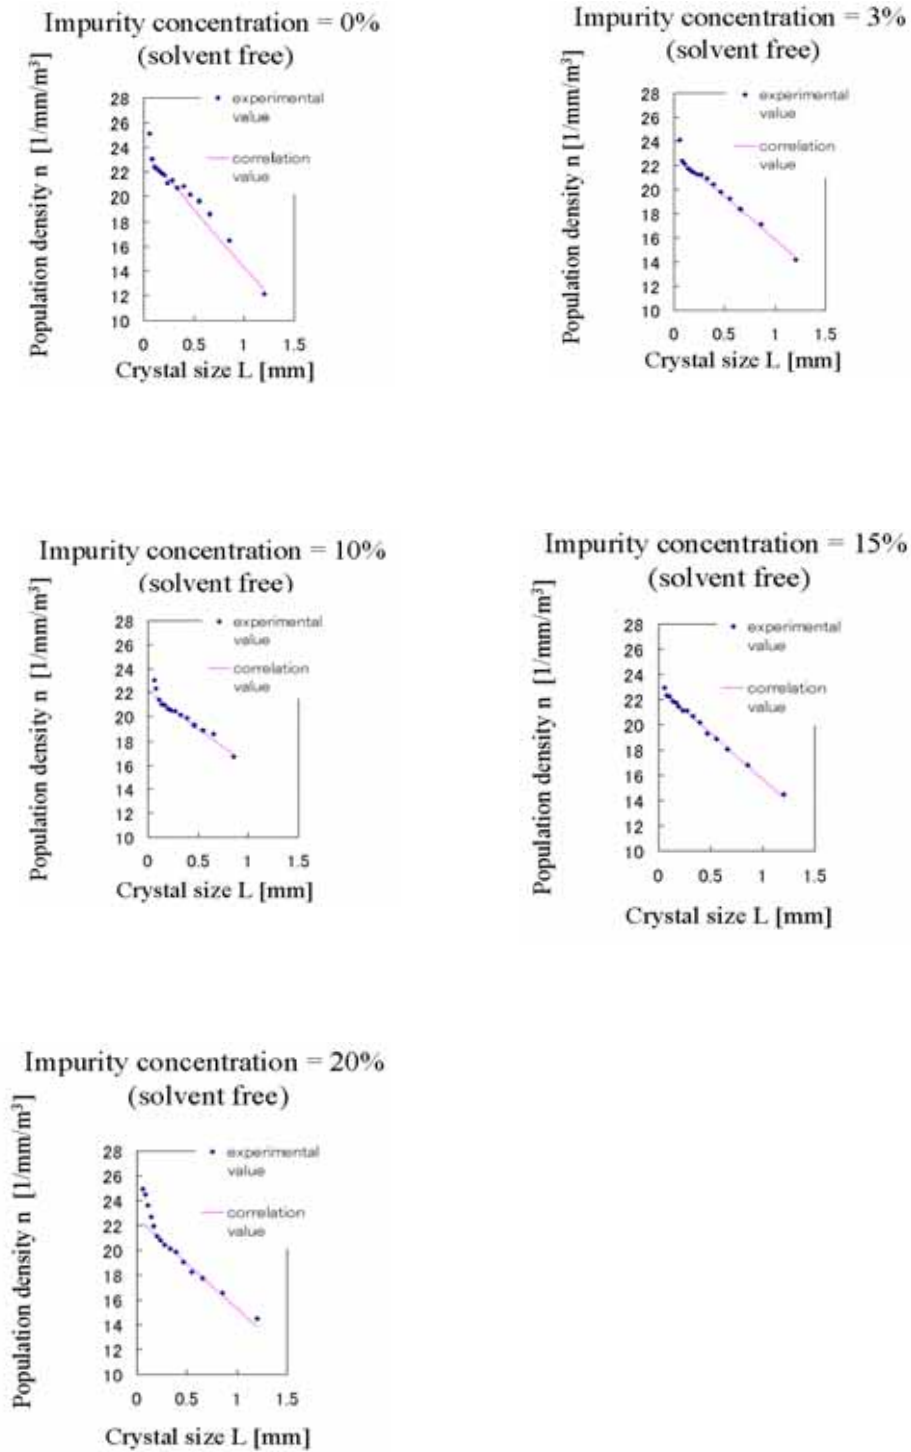 Impurity concentration = 0%
(solvent free)
Population density n [1/mm/m³]
28
26
24
22
20
18
16
14
12
10
experimental
value
correlation
value
0 0.5 1 1.5
Crystal size L [mm]
Impurity concentration = 3%
(solvent free)
Population density n [1/mm/m³]
28
26
24
22
20
18
16
14
12
10
experimental
value
correlation
value
0 0.5 1 1.5
Crystal size L [mm]
Impurity concentration = 10%
(solvent free)
Population density n [1/mm/m³]
28
26
24
22
20
18
16
14
12
10
experimental
value
correlation
value
0 0.5 1 1.5
Crystal size L [mm]
Impurity concentration = 15%
(solvent free)
Population density n [1/mm/m³]
28
26
24
22
20
18
16
14
12
10
experimental
value
correlation
value
0 0.5 1 1.5
Crystal size L [mm]
Impurity concentration = 20%
(solvent free)
Population density n [1/mm/m³]
28
26
24
22
20
18
16
14
12
10
experimental
value
correlation
value
0 0.5 1 1.5
Crystal size L [mm]